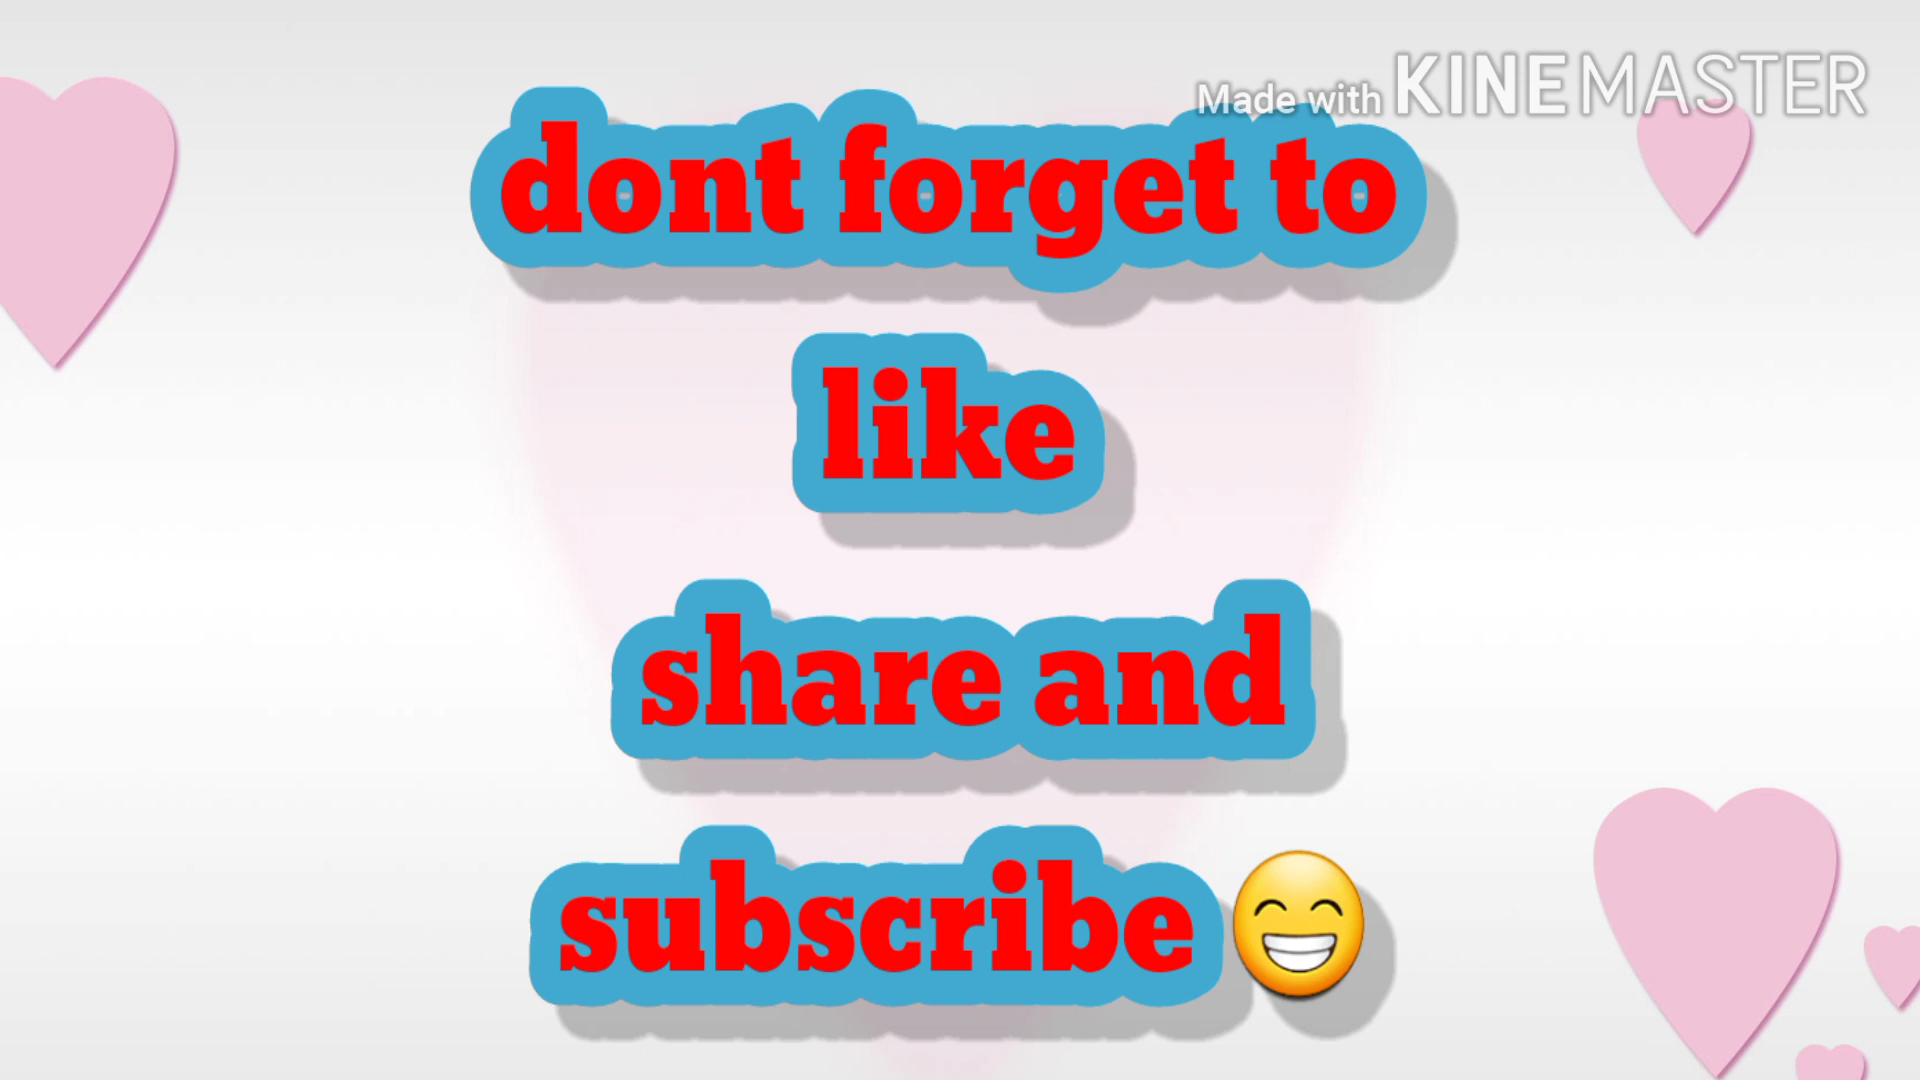 Made with KINEMASTER
dont forget to
like
share and
subscribe 😁